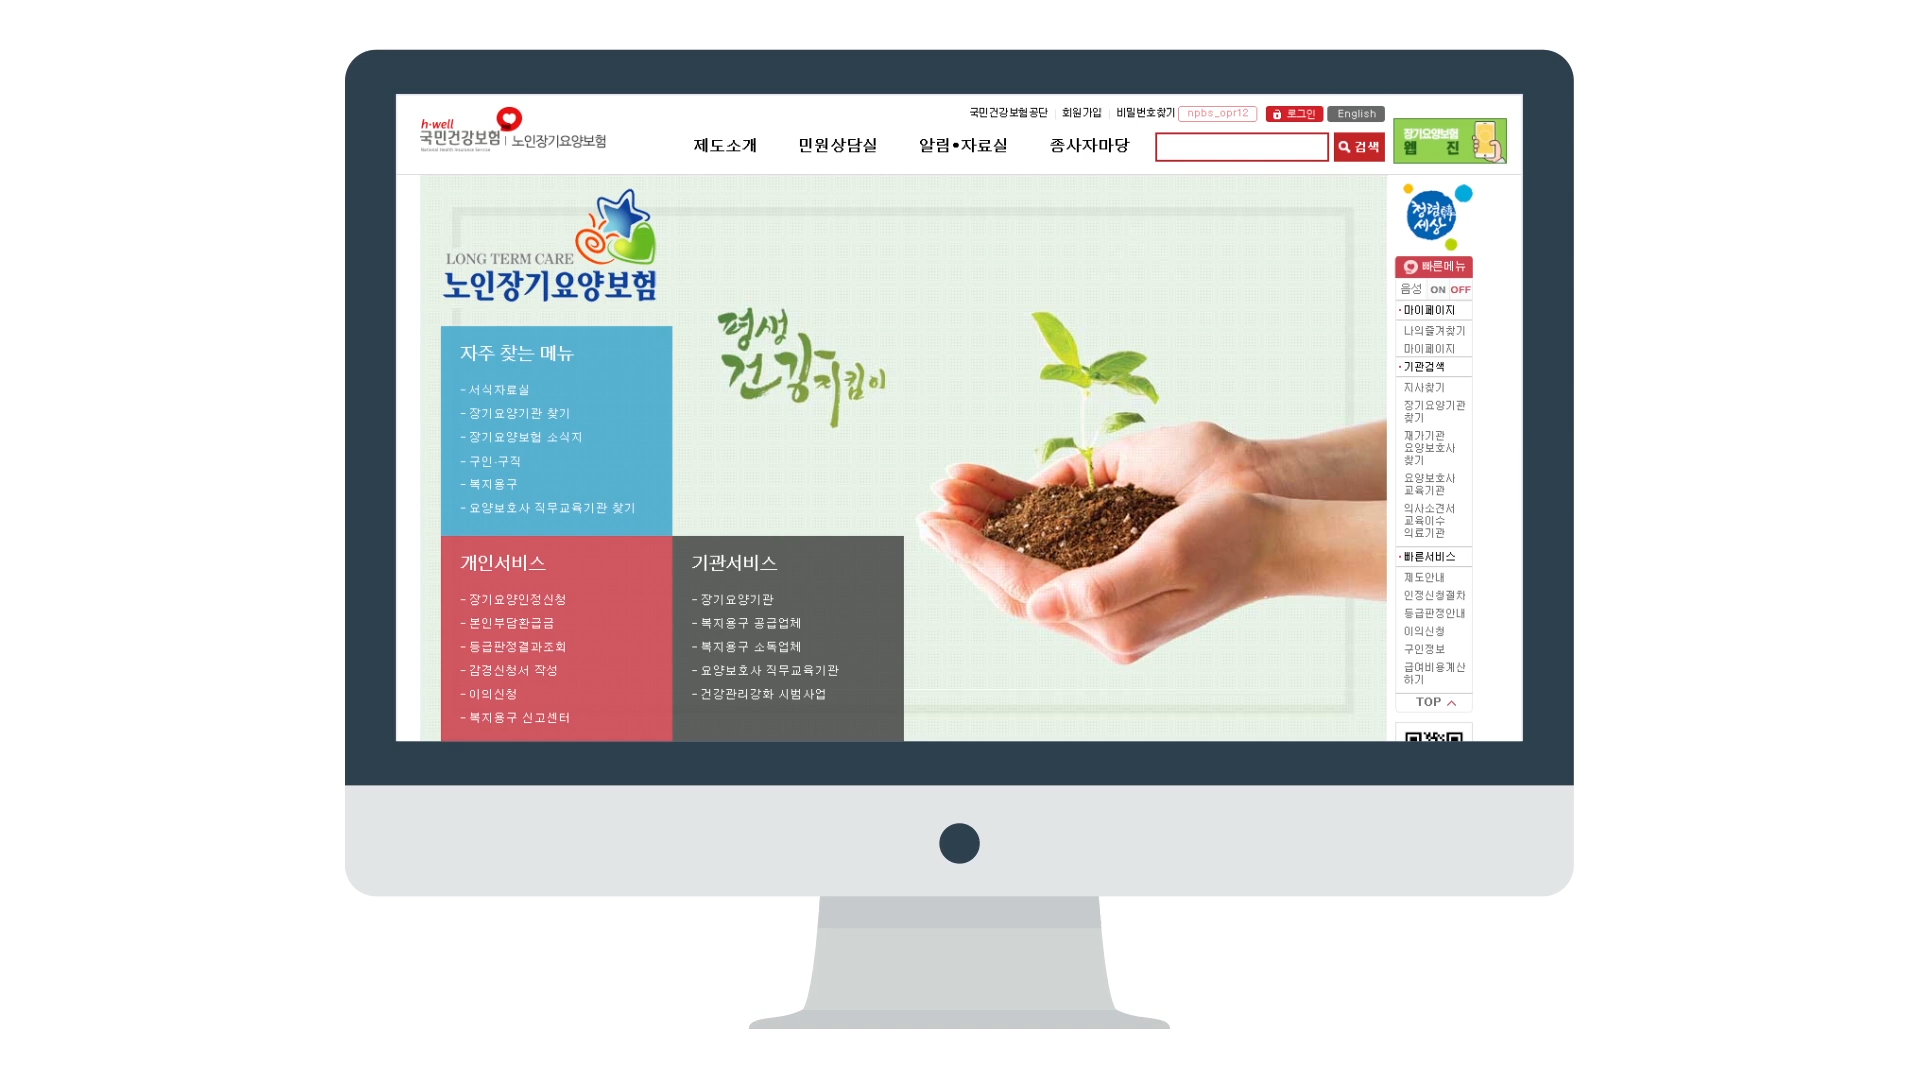 국민건강보험공단
회원가입
비밀번호찾기
npbs_opr12
로그인
English
h-well
국민건강보험
National Health Insurance Service
노인장기요양보험
제도소개
민원상담실
알림•자료실
종사자마당
검색
장기요양보험
웹 진
LONG TERM CARE
노인장기요양보험
평생
건강지킴이
자주 찾는 메뉴
- 서식자료실
- 장기요양기관 찾기
- 장기요양보험 소식지
- 구인·구직
- 복지용구
- 요양보호사 직무교육기관 찾기
개인서비스
- 장기요양인정신청
- 본인부담환급금
- 등급판정결과조회
- 감경신청서 작성
- 이의신청
- 복지용구 신고센터
기관서비스
- 장기요양기관
- 복지용구 공급업체
- 복지용구 소독업체
- 요양보호사 직무교육기관
- 건강관리강화 시범사업
청렴
세상
빠른메뉴
음성 ON OFF
· 마이페이지
나의즐겨찾기
마이페이지
· 기관검색
지사찾기
장기요양기관
찾기
재가기관
요양보호사
찾기
요양보호사
교육기관
의사소견서
교육이수
의료기관
· 빠른서비스
제도안내
인정신청절차
등급판정안내
이의신청
구인정보
급여비용계산
하기
TOP